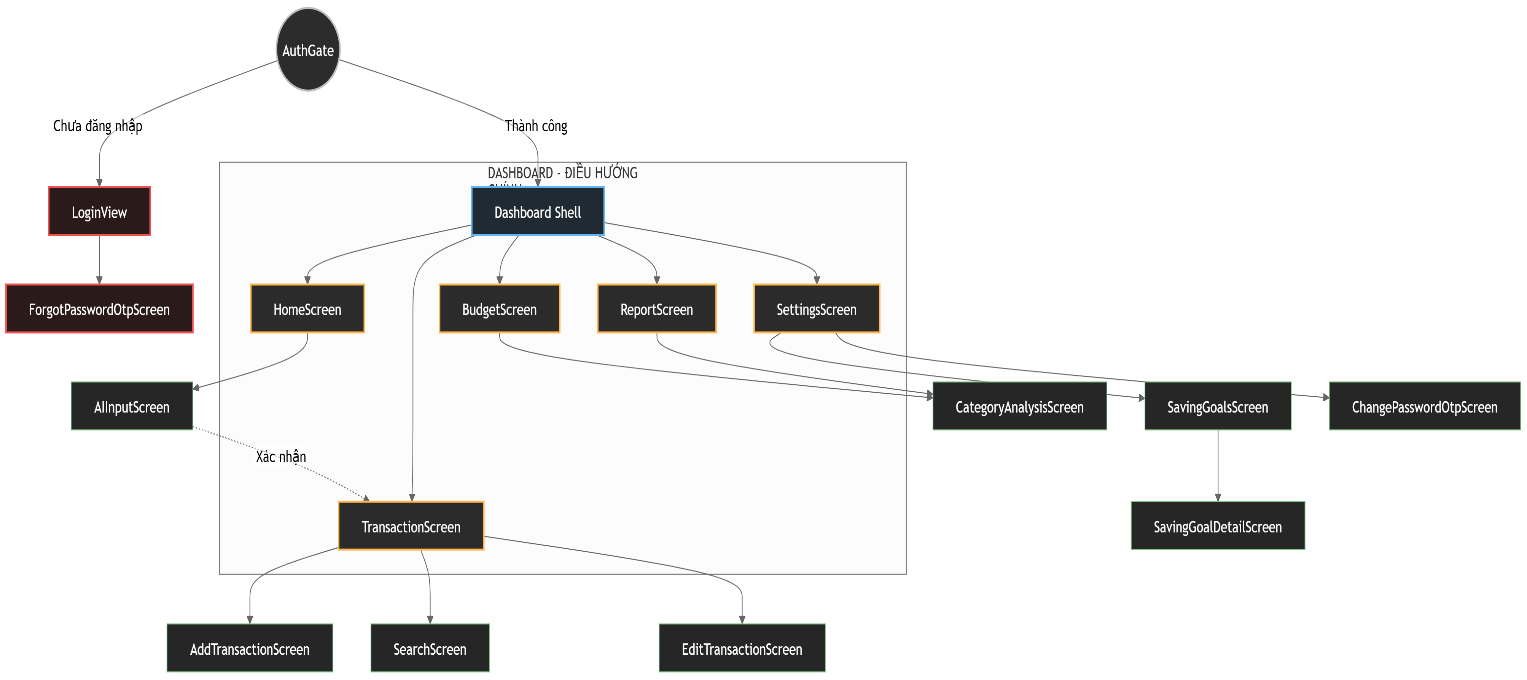 AuthGate
Chưa đăng nhập
Thành công
DASHBOARD - ĐIỀU HƯỚNG
LoginView
Dashboard Shell
ForgotPasswordOtpScreen
HomeScreen
BudgetScreen
ReportScreen
SettingsScreen
AIInputScreen
CategoryAnalysisScreen
SavingGoalsScreen
ChangePasswordOtpScreen
Xác nhận
TransactionScreen
SavingGoalDetailScreen
AddTransactionScreen
SearchScreen
EditTransactionScreen